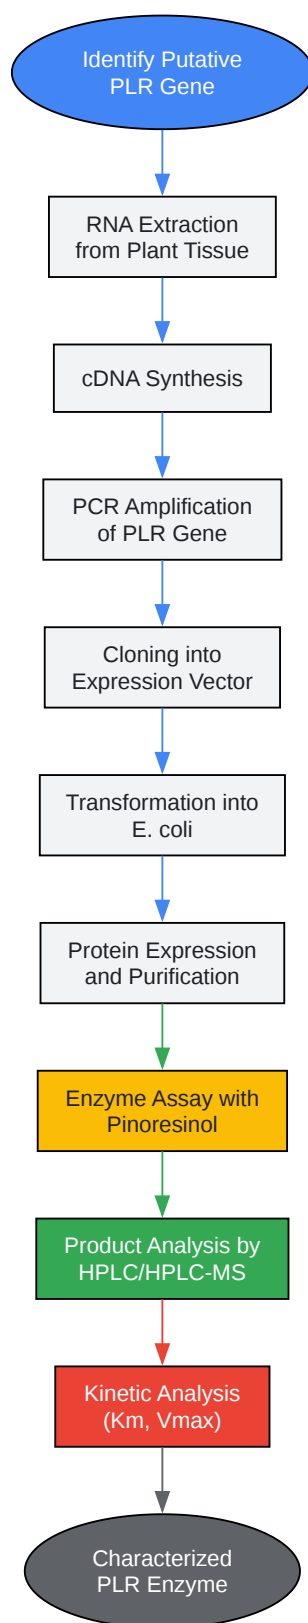 Identify Putative
PLR Gene
RNA Extraction
from Plant Tissue
cDNA Synthesis
PCR Amplification
of PLR Gene
Cloning into
Expression Vector
Transformation into
E. coli
Protein Expression
and Purification
Enzyme Assay with
Pinoresinol
Product Analysis by
HPLC/HPLC-MS
Kinetic Analysis
(Km, Vmax)
Characterized
PLR Enzyme